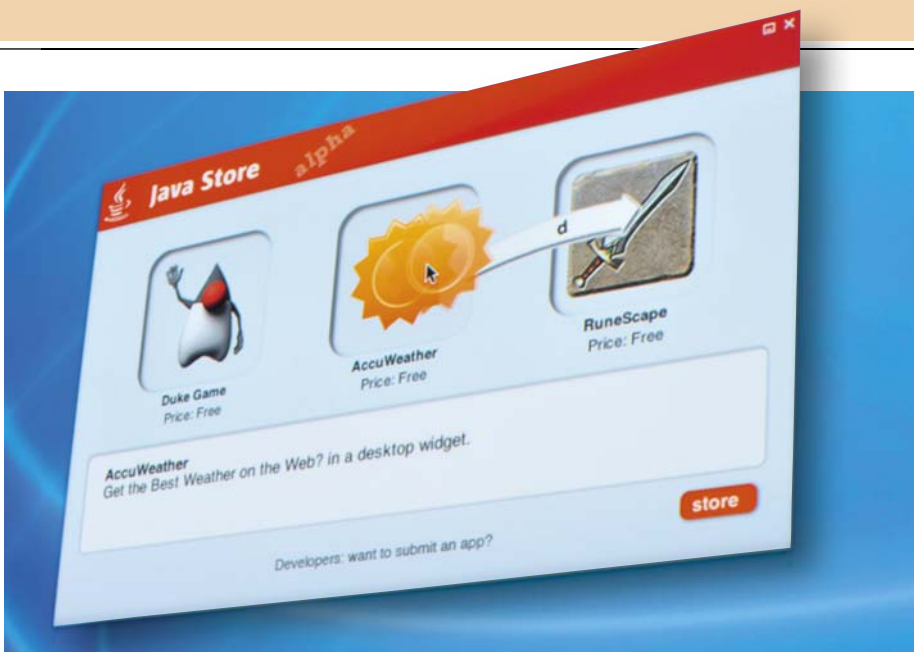 Java Store alpha
d
Duke Game
Price: Free
AccuWeather
Price: Free
RuneScape
Price: Free
AccuWeather
Get the Best Weather on the Web? in a desktop widget.
store
Developers: want to submit an app?